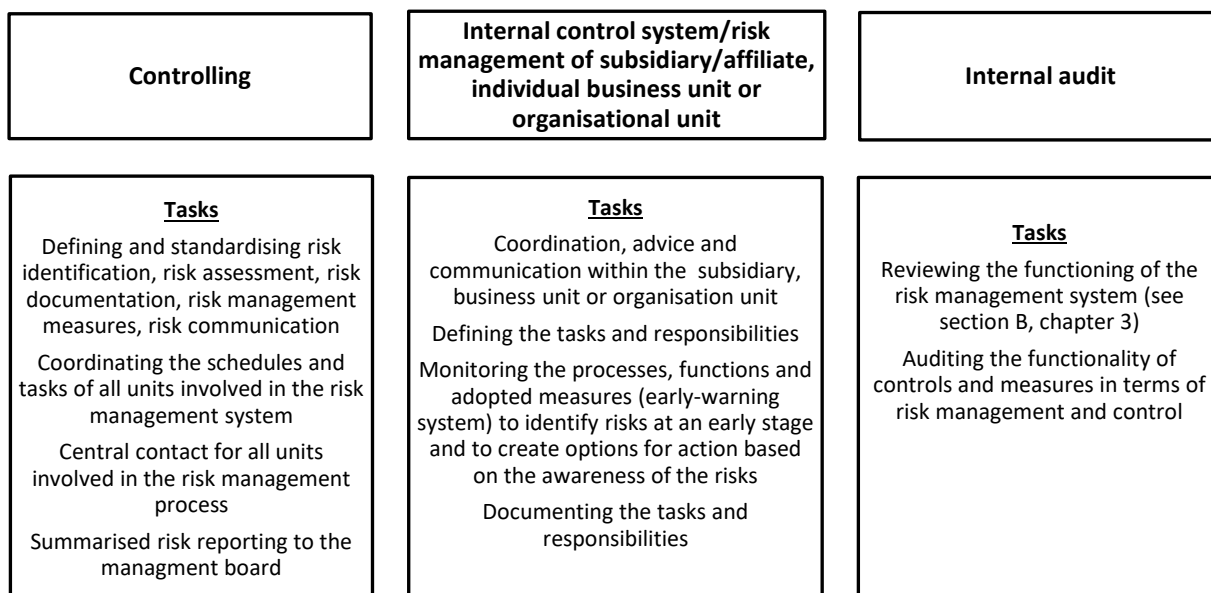 Controlling
Internal control system/risk
management of subsidiary/affiliate,
individual business unit or
organisational unit
Internal audit
Tasks
Defining and standardising risk
identification, risk assessment, risk
documentation, risk management
measures, risk communication
Coordinating the schedules and
tasks of all units involved in the risk
management system
Central contact for all units
involved in the risk management
process
Summarised risk reporting to the
managment board
Tasks
Coordination, advice and
communication within the subsidiary,
business unit or organisation unit
Defining the tasks and responsibilities
Monitoring the processes, functions and
adopted measures (early-warning
system) to identify risks at an early stage
and to create options for action based
on the awareness of the risks
Documenting the tasks and
responsibilities
Tasks
Reviewing the functioning of the
risk management system (see
section B, chapter 3)
Auditing the functionality of
controls and measures in terms of
risk management and control